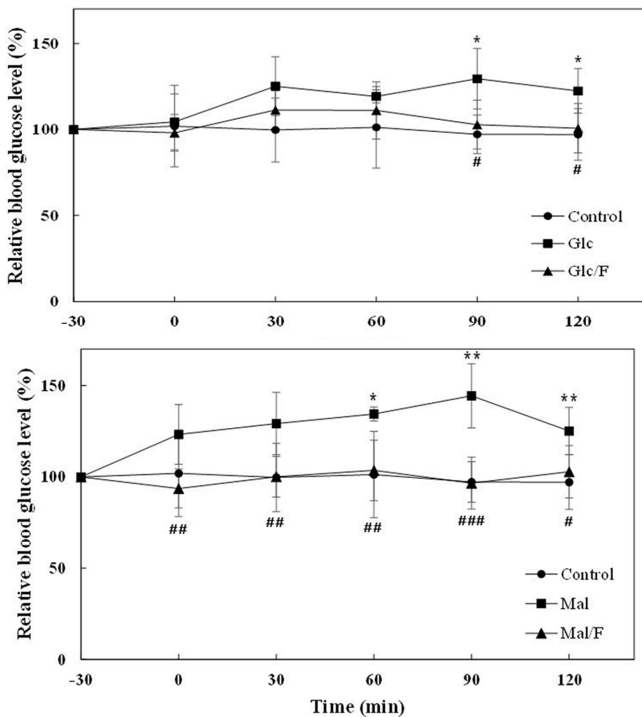 Relative blood glucose level (%)
150
100
50
0
* *
# #
Control
Glc
Glc/F
-30 0 30 60 90 120
Relative blood glucose level (%)
150
100
50
0
* ** **
## ## ## ### #
Control
Mal
Mal/F
-30 0 30 60 90 120
Time (min)